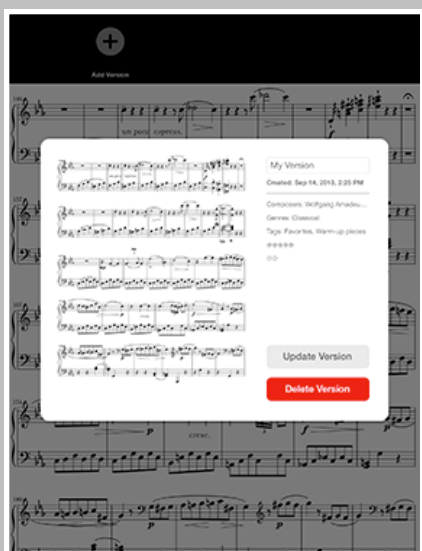 Add Version
un poco espress.
My Version
Created: Sep 14, 2013, 2:25 PM
Composers: Wolfgang Amadeu...
Genres: Classical
Tags: Favorites, Warm-up pieces
Update Version
Delete Version
p
f
p
cresc.
p
p